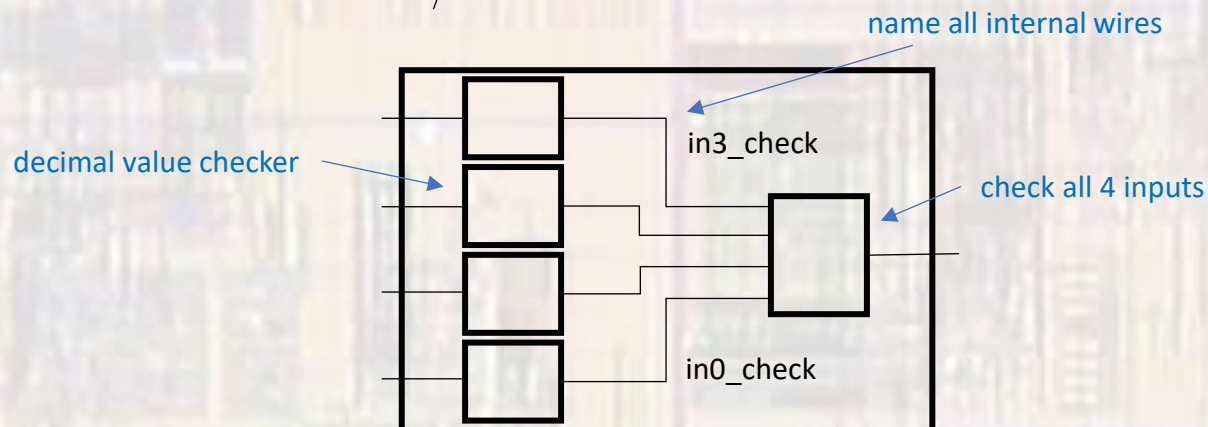 name all internal wires
in3_check
decimal value checker
check all 4 inputs
in0_check